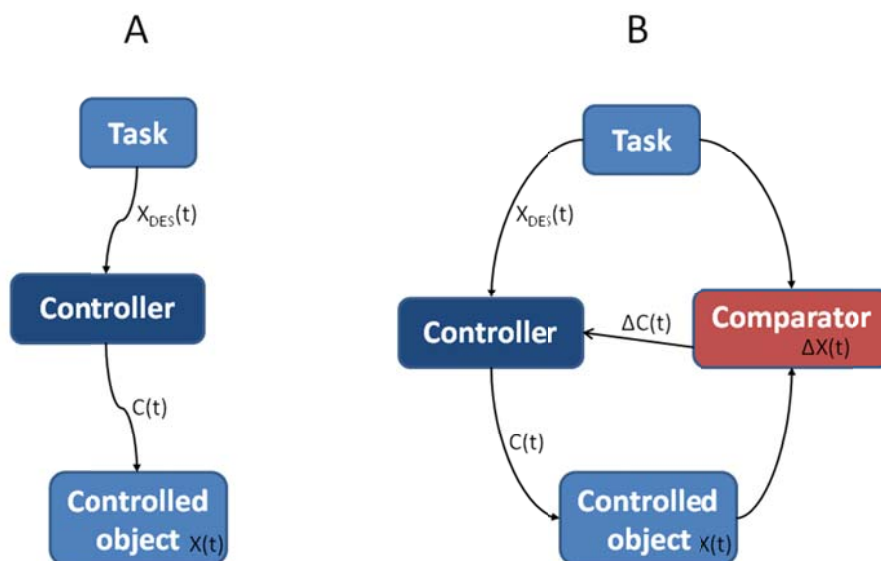 A
Task
X_DES(t)
Controller
C(t)
Controlled
object X(t)
B
Task
X_DES(t)
Controller
ΔC(t)
Comparator
ΔX(t)
C(t)
Controlled
object X(t)